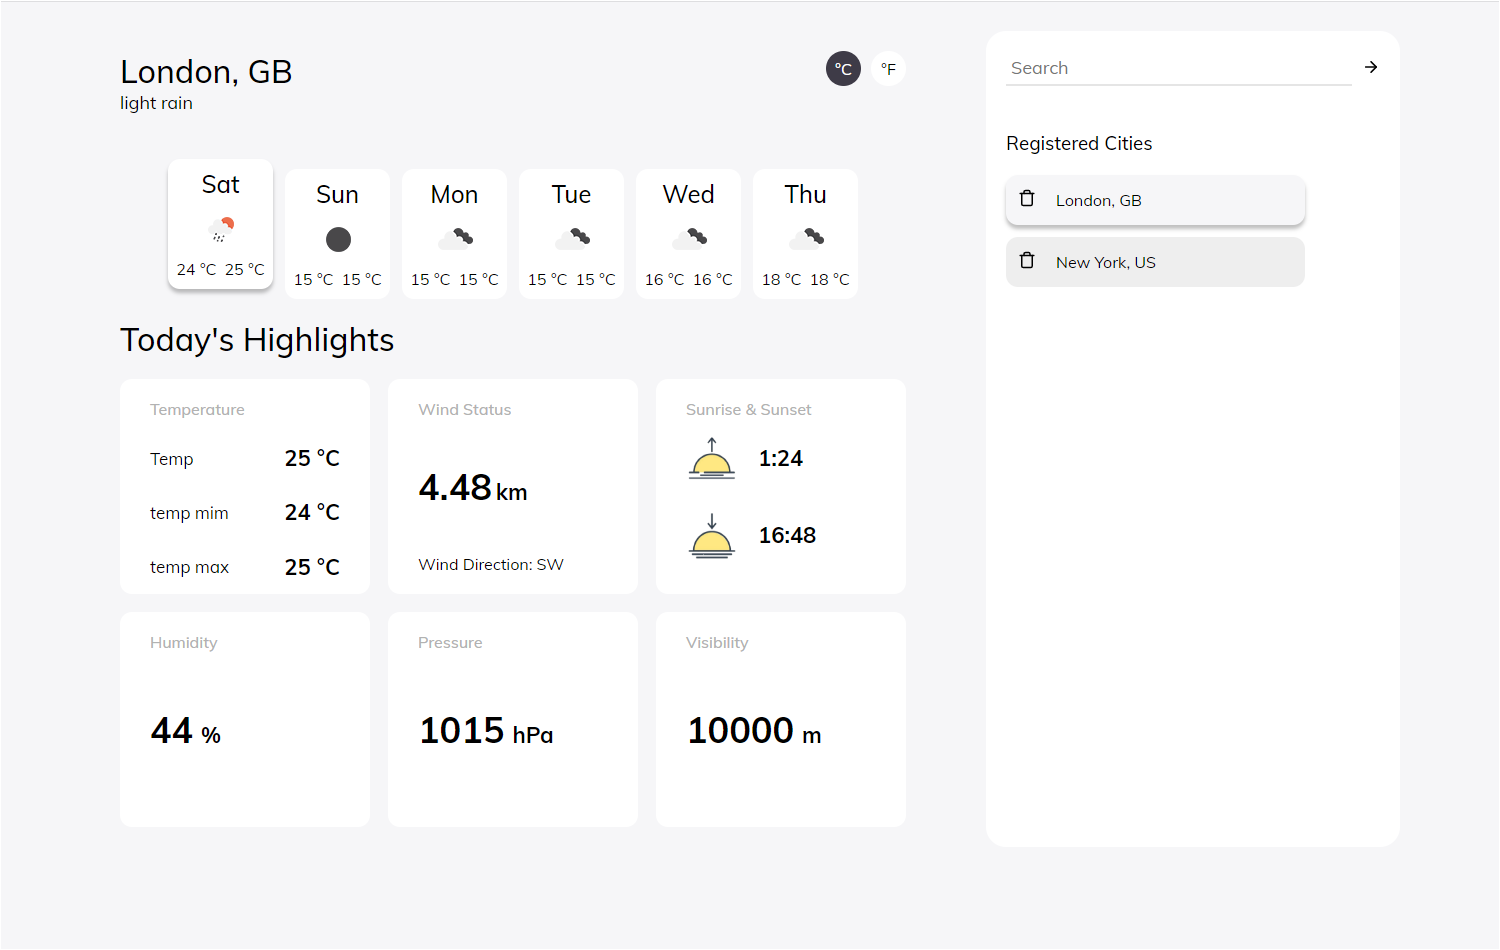 London, GB
light rain
°C
°F
Sat
24 °C 25 °C
Sun
15 °C 15 °C
Mon
15 °C 15 °C
Tue
15 °C 15 °C
Wed
16 °C 16 °C
Thu
18 °C 18 °C
Today's Highlights
Temperature
Temp 25 °C
temp mim 24 °C
temp max 25 °C
Wind Status
4.48 km
Wind Direction: SW
Sunrise & Sunset
1:24
16:48
Humidity
44 %
Pressure
1015 hPa
Visibility
10000 m
Search
Registered Cities
London, GB
New York, US